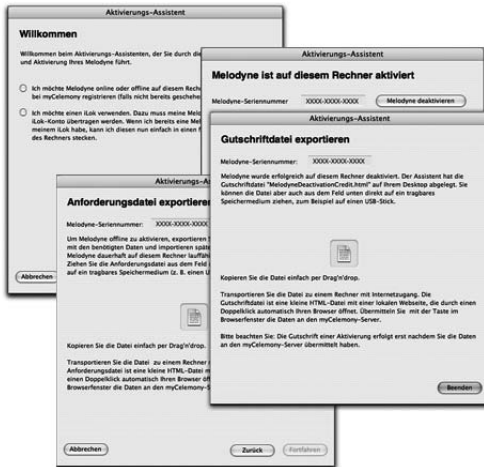 Aktivierungs-Assistent
Willkommen
Willkommen beim Aktivierungs-Assistenten, der Sie durch die
und Aktivierung Ihres Melodyne führt.
Ich möchte Melodyne online oder offline auf diesem Rechner
bei myCelemony registrieren (falls nicht bereits geschehen
Ich möchte einen iLok verwenden. Dazu muss meine Melo
iLok-Konto übertragen werden. Wenn ich bereits eine Mel
meinem iLok habe, kann ich diesen nun einfach in einen f
des Rechners stecken.
Abbrechen
Aktivierungs-Assistent
Melodyne ist auf diesem Rechner aktiviert
Melodyne-Seriennummer XXXX-XXXX-XXXX Melodyne deaktivieren
Aktivierungs-As
Anforderungsdatei exportieren
Melodyne-Seriennummer: XXXX-XXXX-XXXX
Um Melodyne offline zu aktivieren, exportieren S
mit den benötigten Daten und importieren späte
Melodyne dauerhaft auf diesem Rechner lauffäh
Ziehen Sie die Anforderungsdatei aus dem Feld
auf ein tragbares Speichermedium (z. B. einen U
Kopieren Sie die Datei einfach per Drag'n'drop.
Transportieren Sie die Datei zu einem Rechner
Anforderungsdatei ist eine kleine HTML-Datei m
einen Doppelklick automatisch Ihren Browser öff
Browserfenster die Daten an den myCelemony-S
Abbrechen Zurück Fortfahren
Aktivierungs-Assistent
Gutschriftdatei exportieren
Melodyne-Seriennummer: XXXX-XXXX-XXXX
Melodyne wurde erfolgreich auf diesem Rechner deaktiviert. Der Assistent hat die
Gutschriftdatei "MelodyneDeactivationCredit.html" auf Ihrem Desktop abgelegt. Sie
können die Datei aber auch aus dem Feld unten direkt auf ein tragbares
Speichermedium ziehen, zum Beispiel auf einen USB-Stick.
Kopieren Sie die Datei einfach per Drag'n'drop.
Transportieren Sie die Datei zu einem Rechner mit Internetzugang. Die
Gutschriftdatei ist eine kleine HTML-Datei mit einer lokalen Webseite, die durch einen
Doppelklick automatisch Ihren Browser öffnet. Übermitteln Sie mit der Taste im
Browserfenster die Daten an den myCelemony-Server.
Bitte beachten Sie: Die Gutschrift einer Aktivierung erfolgt erst nachdem Sie die Daten
an den myCelemony-Server übermittelt haben.
Beenden